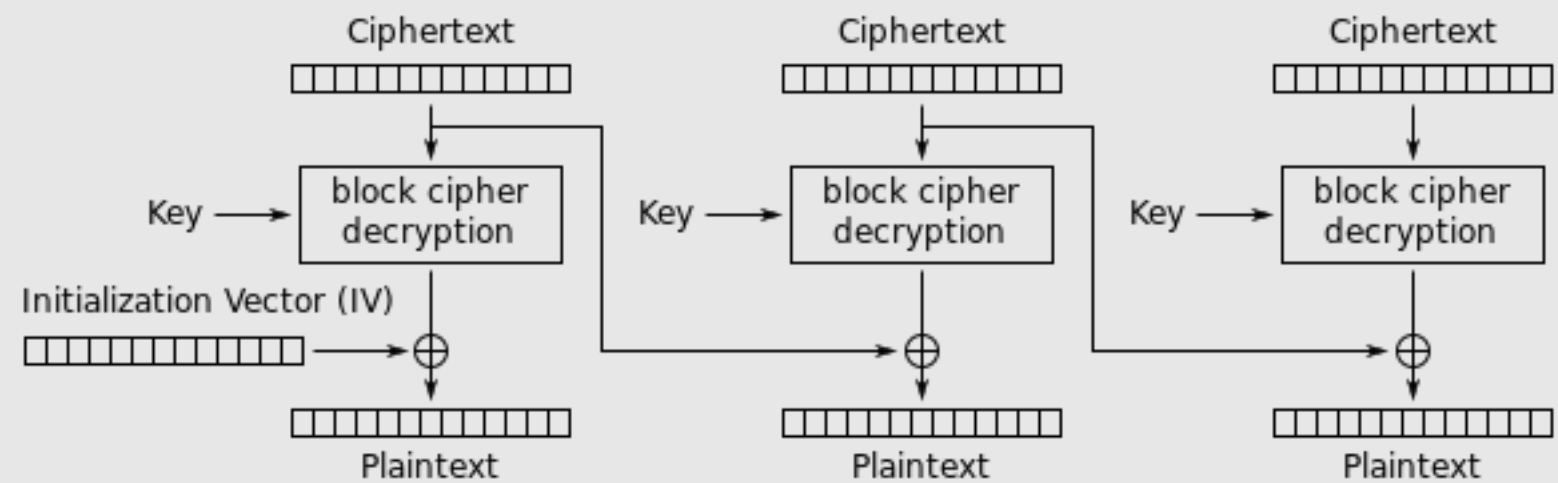 Ciphertext
Ciphertext
Ciphertext
Key
block cipher
decryption
Key
block cipher
decryption
Key
block cipher
decryption
Initialization Vector (IV)
Plaintext
Plaintext
Plaintext